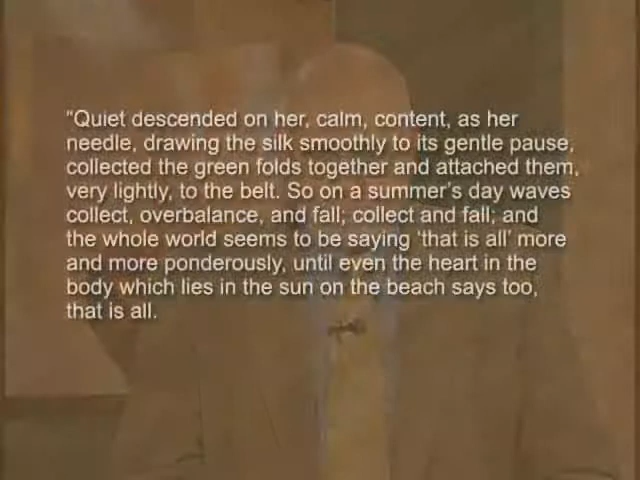 "Quiet descended on her, calm, content, as her
needle, drawing the silk smoothly to its gentle pause,
collected the green folds together and attached them,
very lightly, to the belt. So on a summer's day waves
collect, overbalance, and fall; collect and fall; and
the whole world seems to be saying 'that is all' more
and more ponderously, until even the heart in the
body which lies in the sun on the beach says too,
that is all.